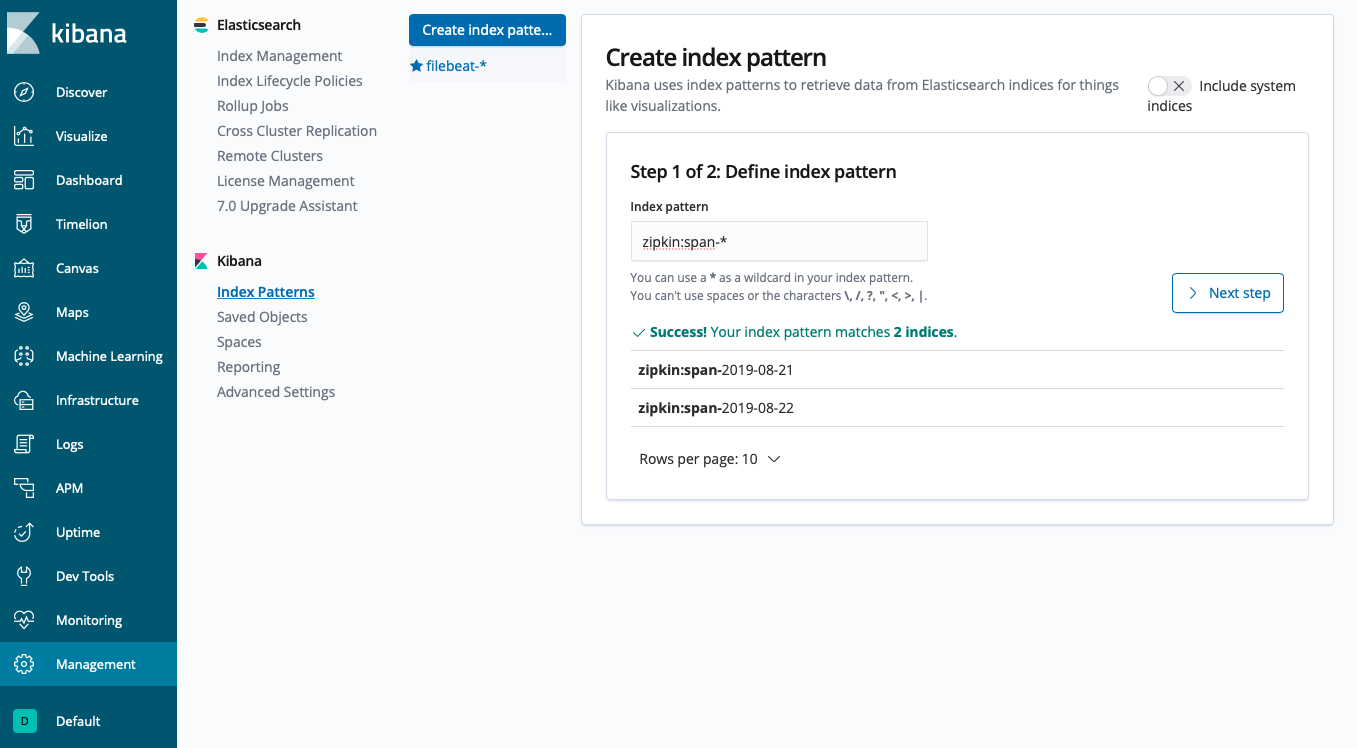 kibana
Discover
Visualize
Dashboard
Timelion
Canvas
Maps
Machine Learning
Infrastructure
Logs
APM
Uptime
Dev Tools
Monitoring
Management
D
Default
Elasticsearch
Index Management
Index Lifecycle Policies
Rollup Jobs
Cross Cluster Replication
Remote Clusters
License Management
7.0 Upgrade Assistant
Kibana
Index Patterns
Saved Objects
Spaces
Reporting
Advanced Settings
Create index patte...
filebeat-*
Create index pattern
Kibana uses index patterns to retrieve data from Elasticsearch indices for things
like visualizations.
Include system
indices
Step 1 of 2: Define index pattern
Index pattern
zipkin:span-*
You can use a * as a wildcard in your index pattern.
You can't use spaces or the characters \, /, ?, ", <, >, |.
Next step
Success! Your index pattern matches 2 indices.
zipkin:span-2019-08-21
zipkin:span-2019-08-22
Rows per page: 10